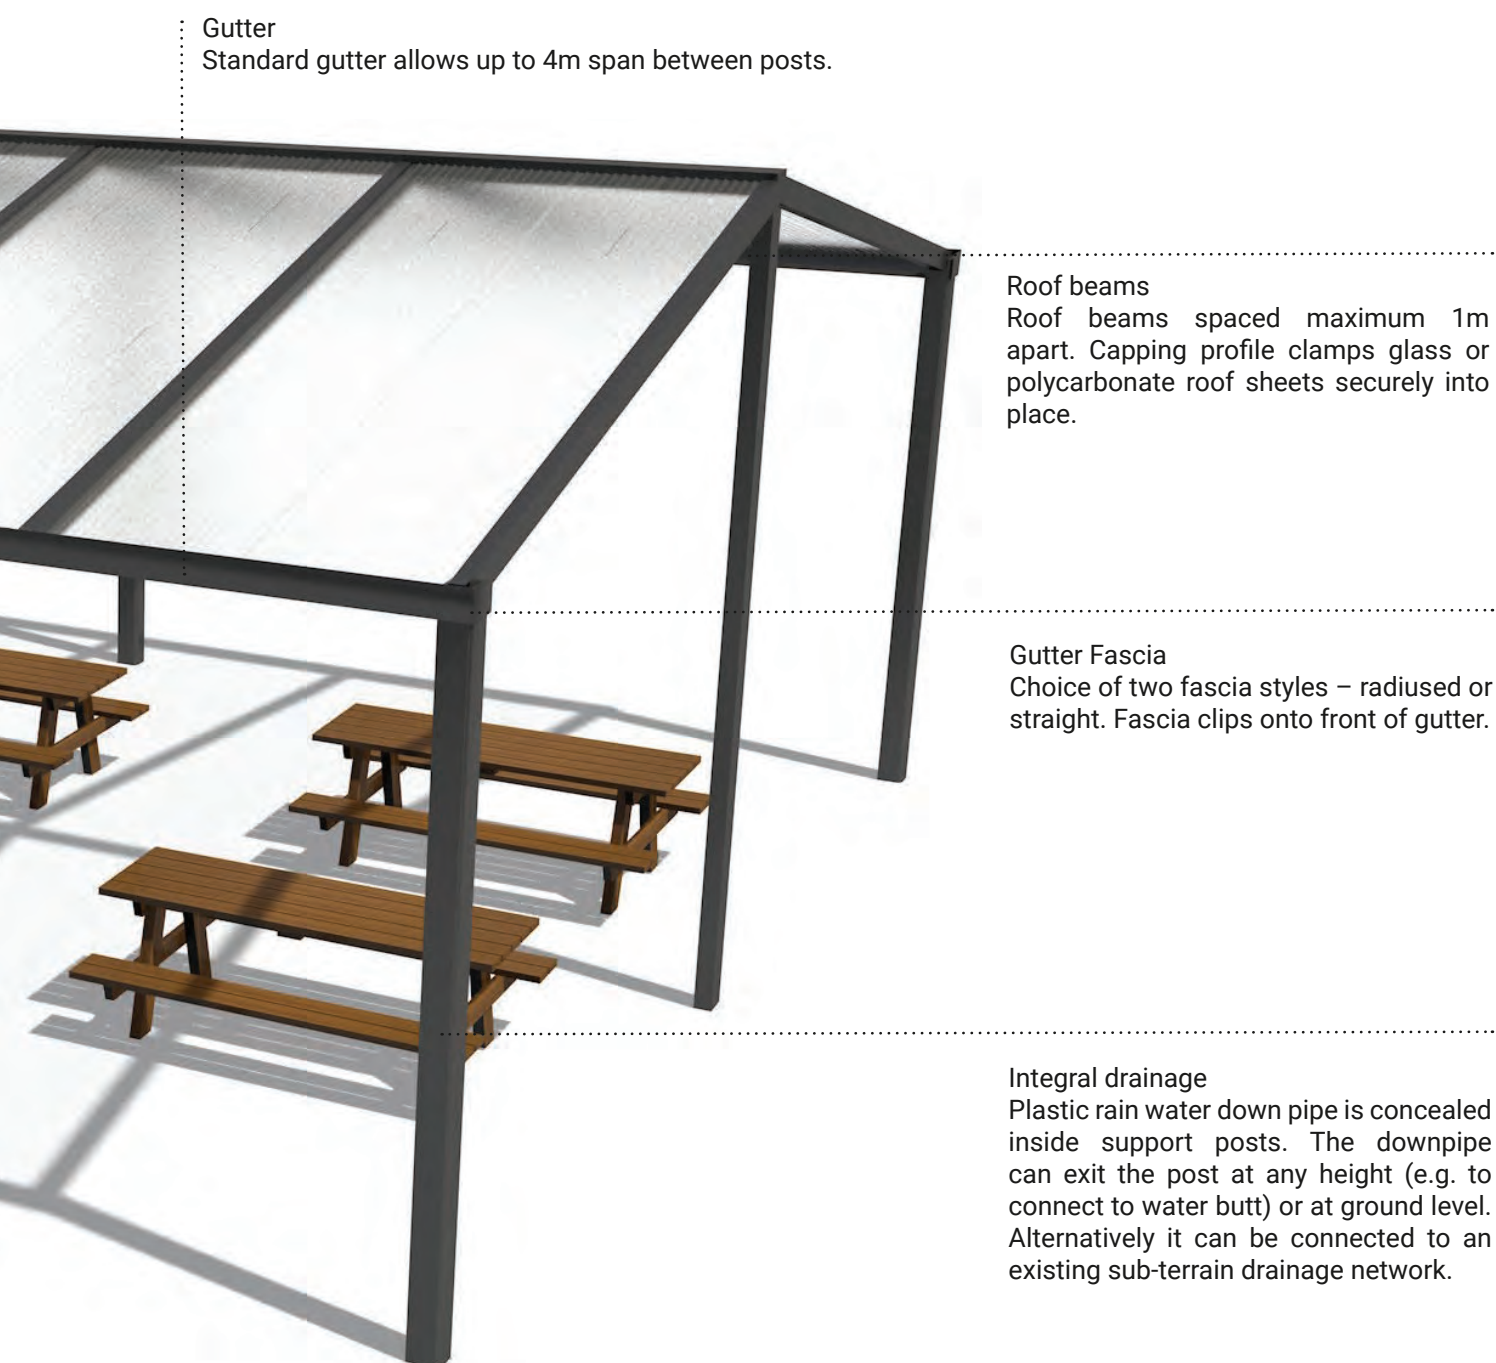 Gutter
Standard gutter allows up to 4m span between posts.
Roof beams
Roof beams spaced maximum 1m
apart. Capping profile clamps glass or
polycarbonate roof sheets securely into
place.
Gutter Fascia
Choice of two fascia styles – radiused or
straight. Fascia clips onto front of gutter.
Integral drainage
Plastic rain water down pipe is concealed
inside support posts. The downpipe
can exit the post at any height (e.g. to
connect to water butt) or at ground level.
Alternatively it can be connected to an
existing sub-terrain drainage network.